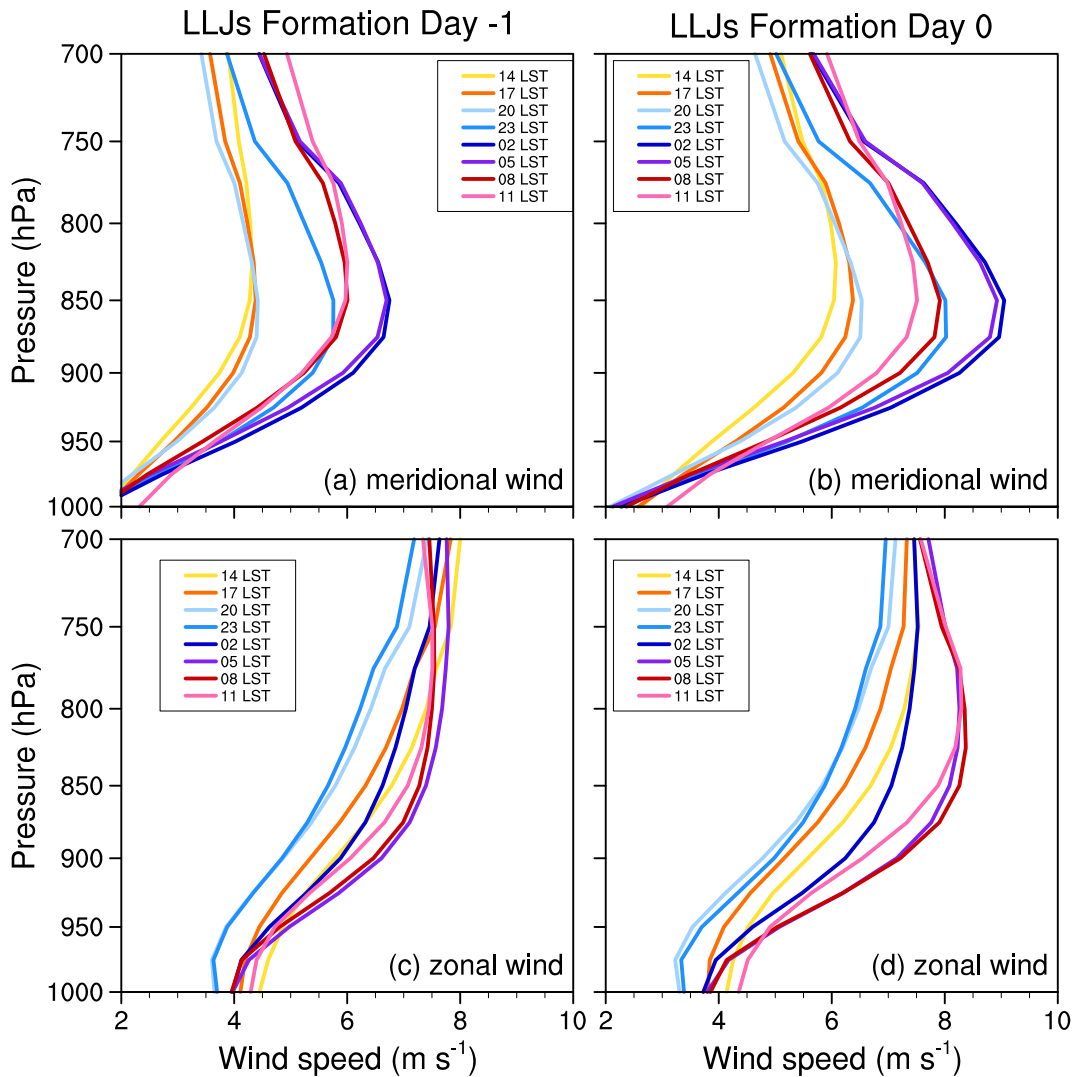 LLJs Formation Day -1
LLJs Formation Day 0
700
750
800
850
900
950
1000
Pressure (hPa)
14 LST
17 LST
20 LST
23 LST
02 LST
05 LST
08 LST
11 LST
(a) meridional wind
14 LST
17 LST
20 LST
23 LST
02 LST
05 LST
08 LST
11 LST
(b) meridional wind
700
750
800
850
900
950
1000
Pressure (hPa)
14 LST
17 LST
20 LST
23 LST
02 LST
05 LST
08 LST
11 LST
(c) zonal wind
2 4 6 8 10
Wind speed (m s⁻¹)
14 LST
17 LST
20 LST
23 LST
02 LST
05 LST
08 LST
11 LST
(d) zonal wind
2 4 6 8 10
Wind speed (m s⁻¹)